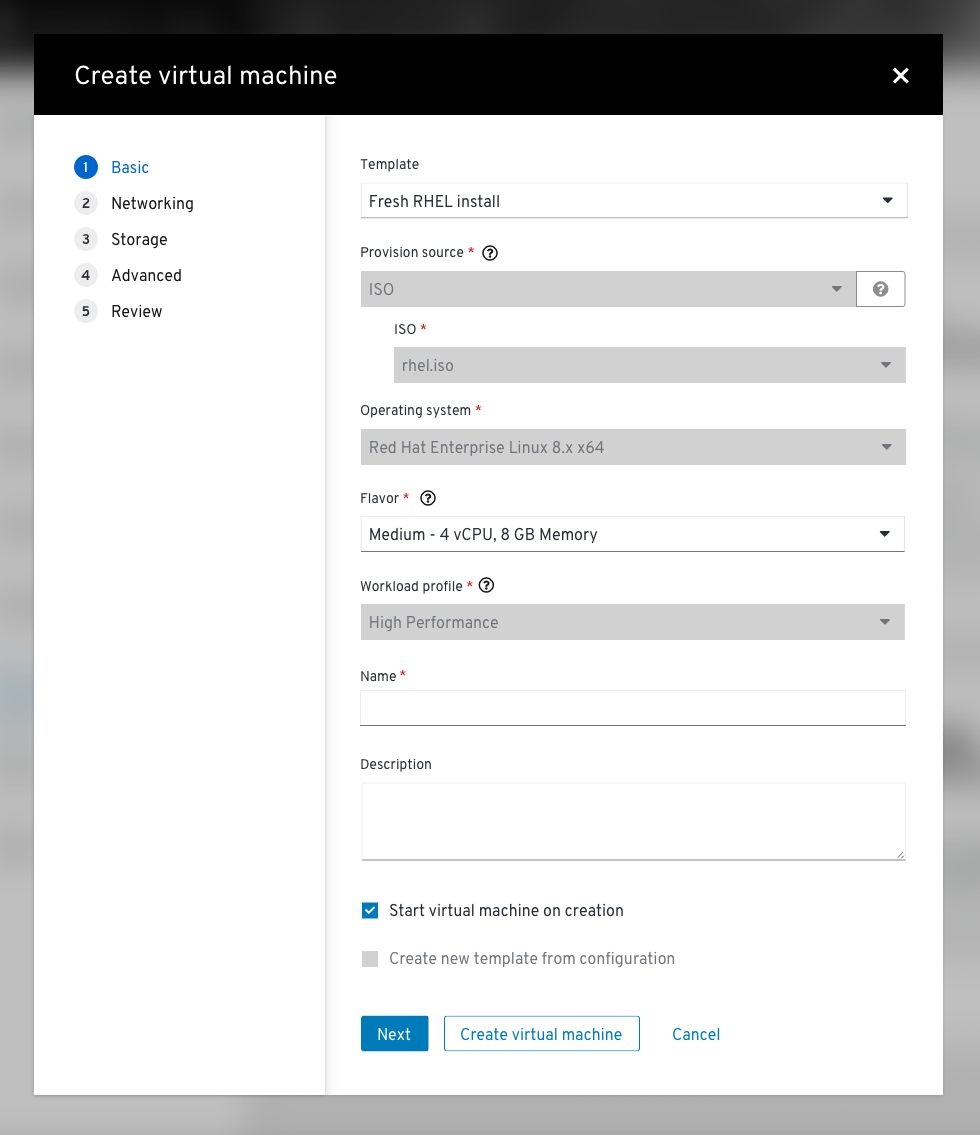 Create virtual machine
1 Basic
2 Networking
3 Storage
4 Advanced
5 Review
Template
Fresh RHEL install
Provision source *
ISO
ISO *
rhel.iso
Operating system *
Red Hat Enterprise Linux 8.x x64
Flavor *
Medium - 4 vCPU, 8 GB Memory
Workload profile *
High Performance
Name *
Description
Start virtual machine on creation
Create new template from configuration
Next Create virtual machine Cancel